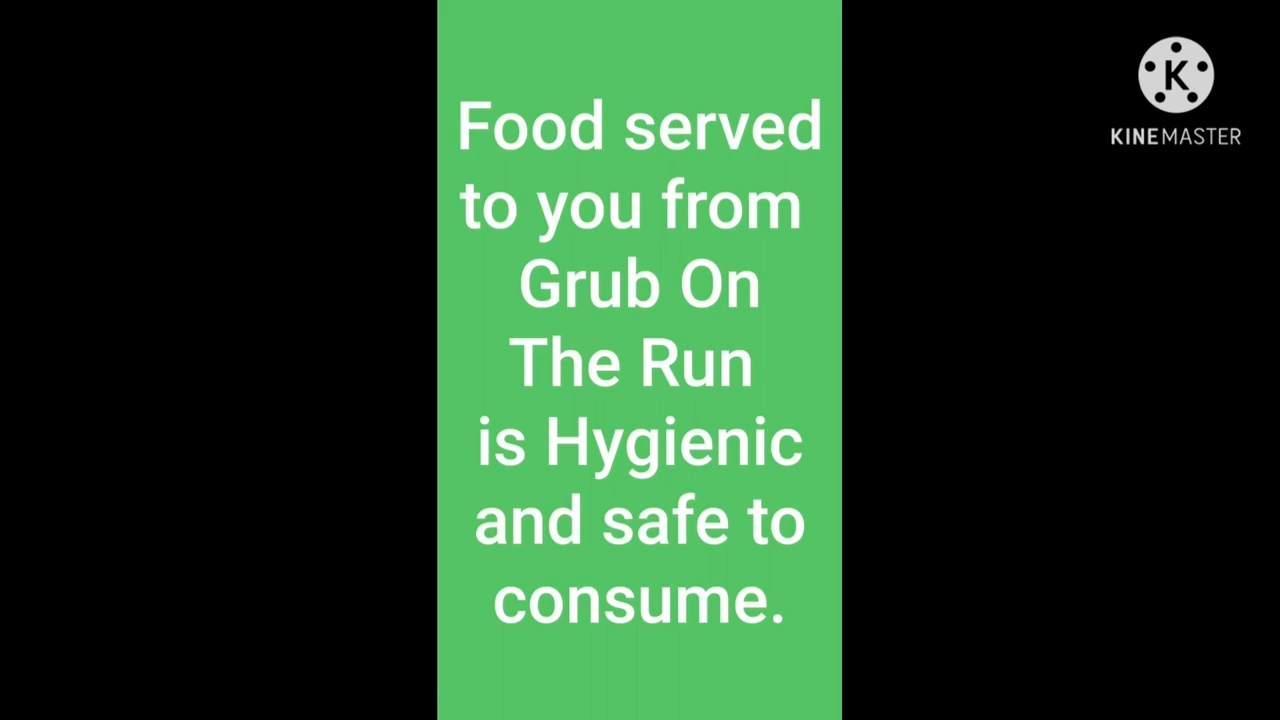 Food served
to you from
Grub On
The Run
is Hygienic
and safe to
consume.
K
KINEMASTER